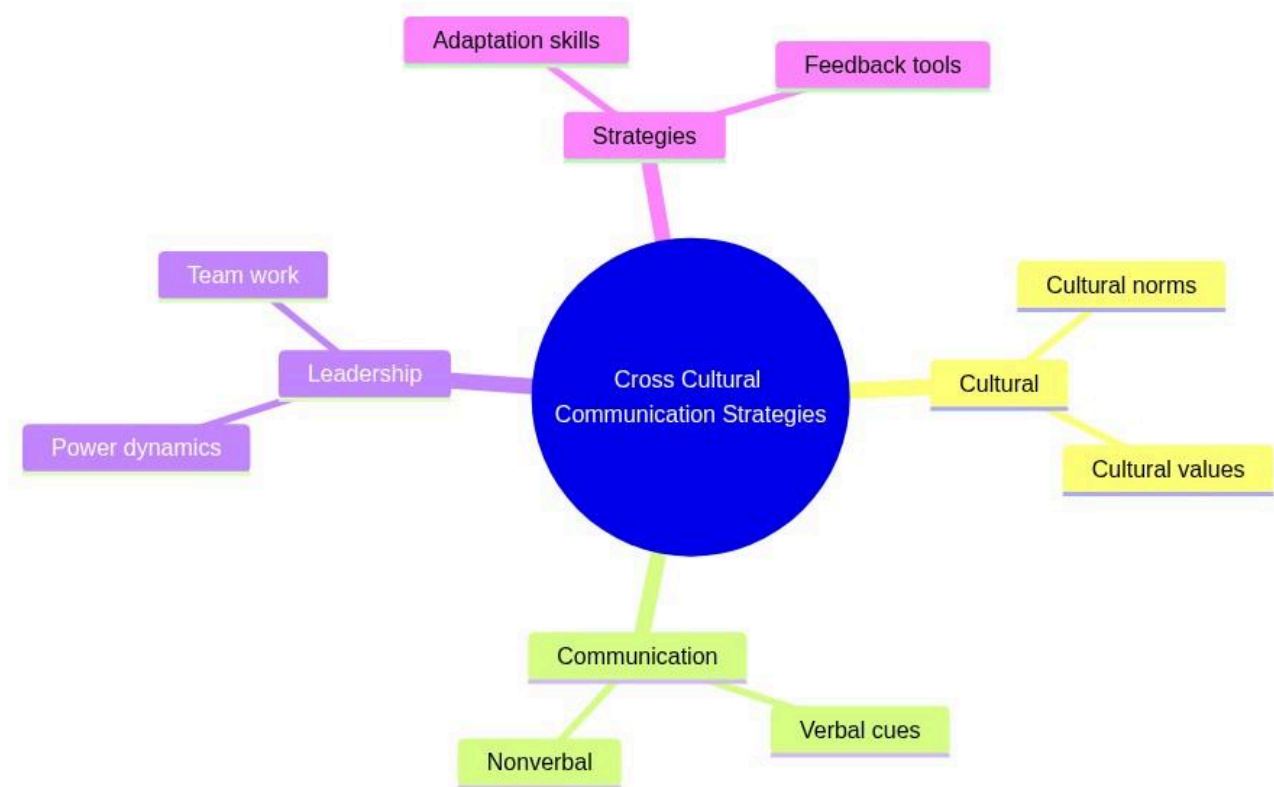 Adaptation skills
Feedback tools
Strategies
Team work
Cultural norms
Leadership
Cross Cultural
Communication Strategies
Cultural
Power dynamics
Cultural values
Communication
Verbal cues
Nonverbal